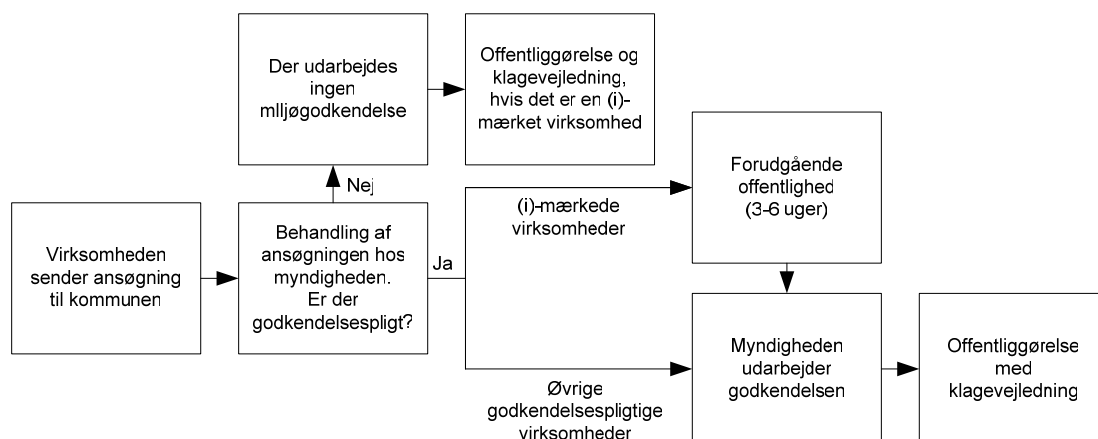 Der udarbejdes
ingen
mlljøgodkendelse
Offentliggørelse og
klagevejledning,
hvis det er en (i)-
mærket virksomhed
Forudgående
offentlighed
(3-6 uger)
Nej
(i)-mærkede
virksomheder
Virksomheden
sender ansøgning
til kommunen
Behandling af
ansøgningen hos
myndigheden.
Er der
godkendelsespligt?
Ja
Myndigheden
udarbejder
godkendelsen
Offentliggørelse
med
klagevejledning
Øvrige
godkendelsespligtige
virksomheder